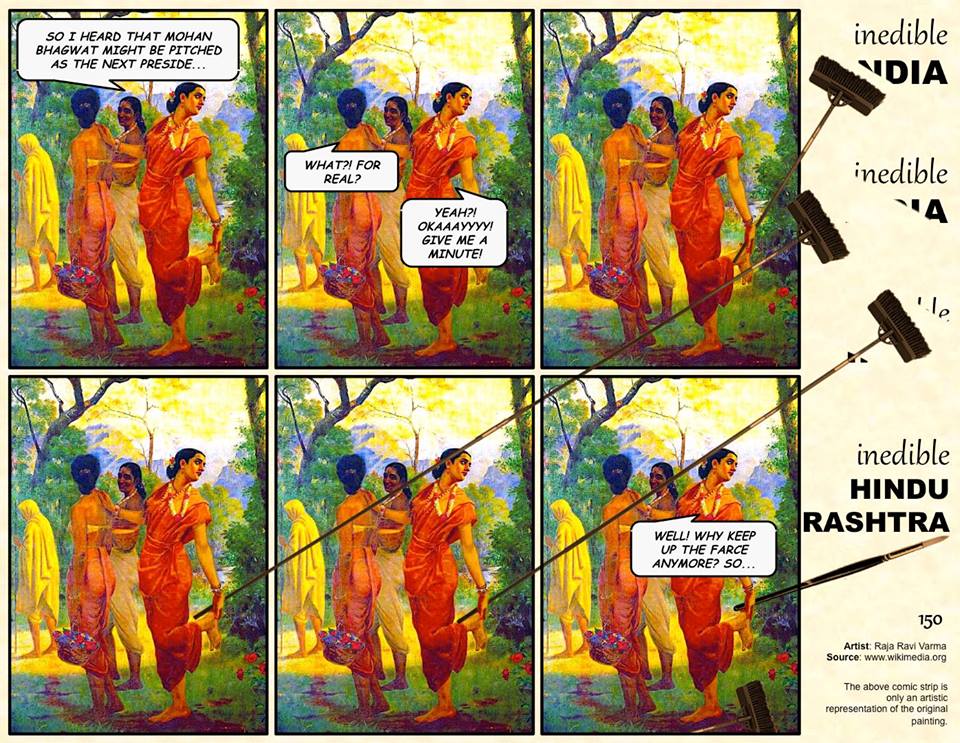 SO I HEARD THAT MOHAN
BHAGWAT MIGHT BE PITCHED
AS THE NEXT PRESIDE...
WHAT?! FOR
REAL?
YEAH?!
OKAAAYYYY!
GIVE ME A
MINUTE!
WELL! WHY KEEP
UP THE FARCE
ANYMORE? SO...
inedible
NDIA
inedible
IA
inedible
HINDU
RASHTRA
150
Artist: Raja Ravi Varma
Source: www.wikimedia.org
The above comic strip is
only an artistic
representation of the original
painting.